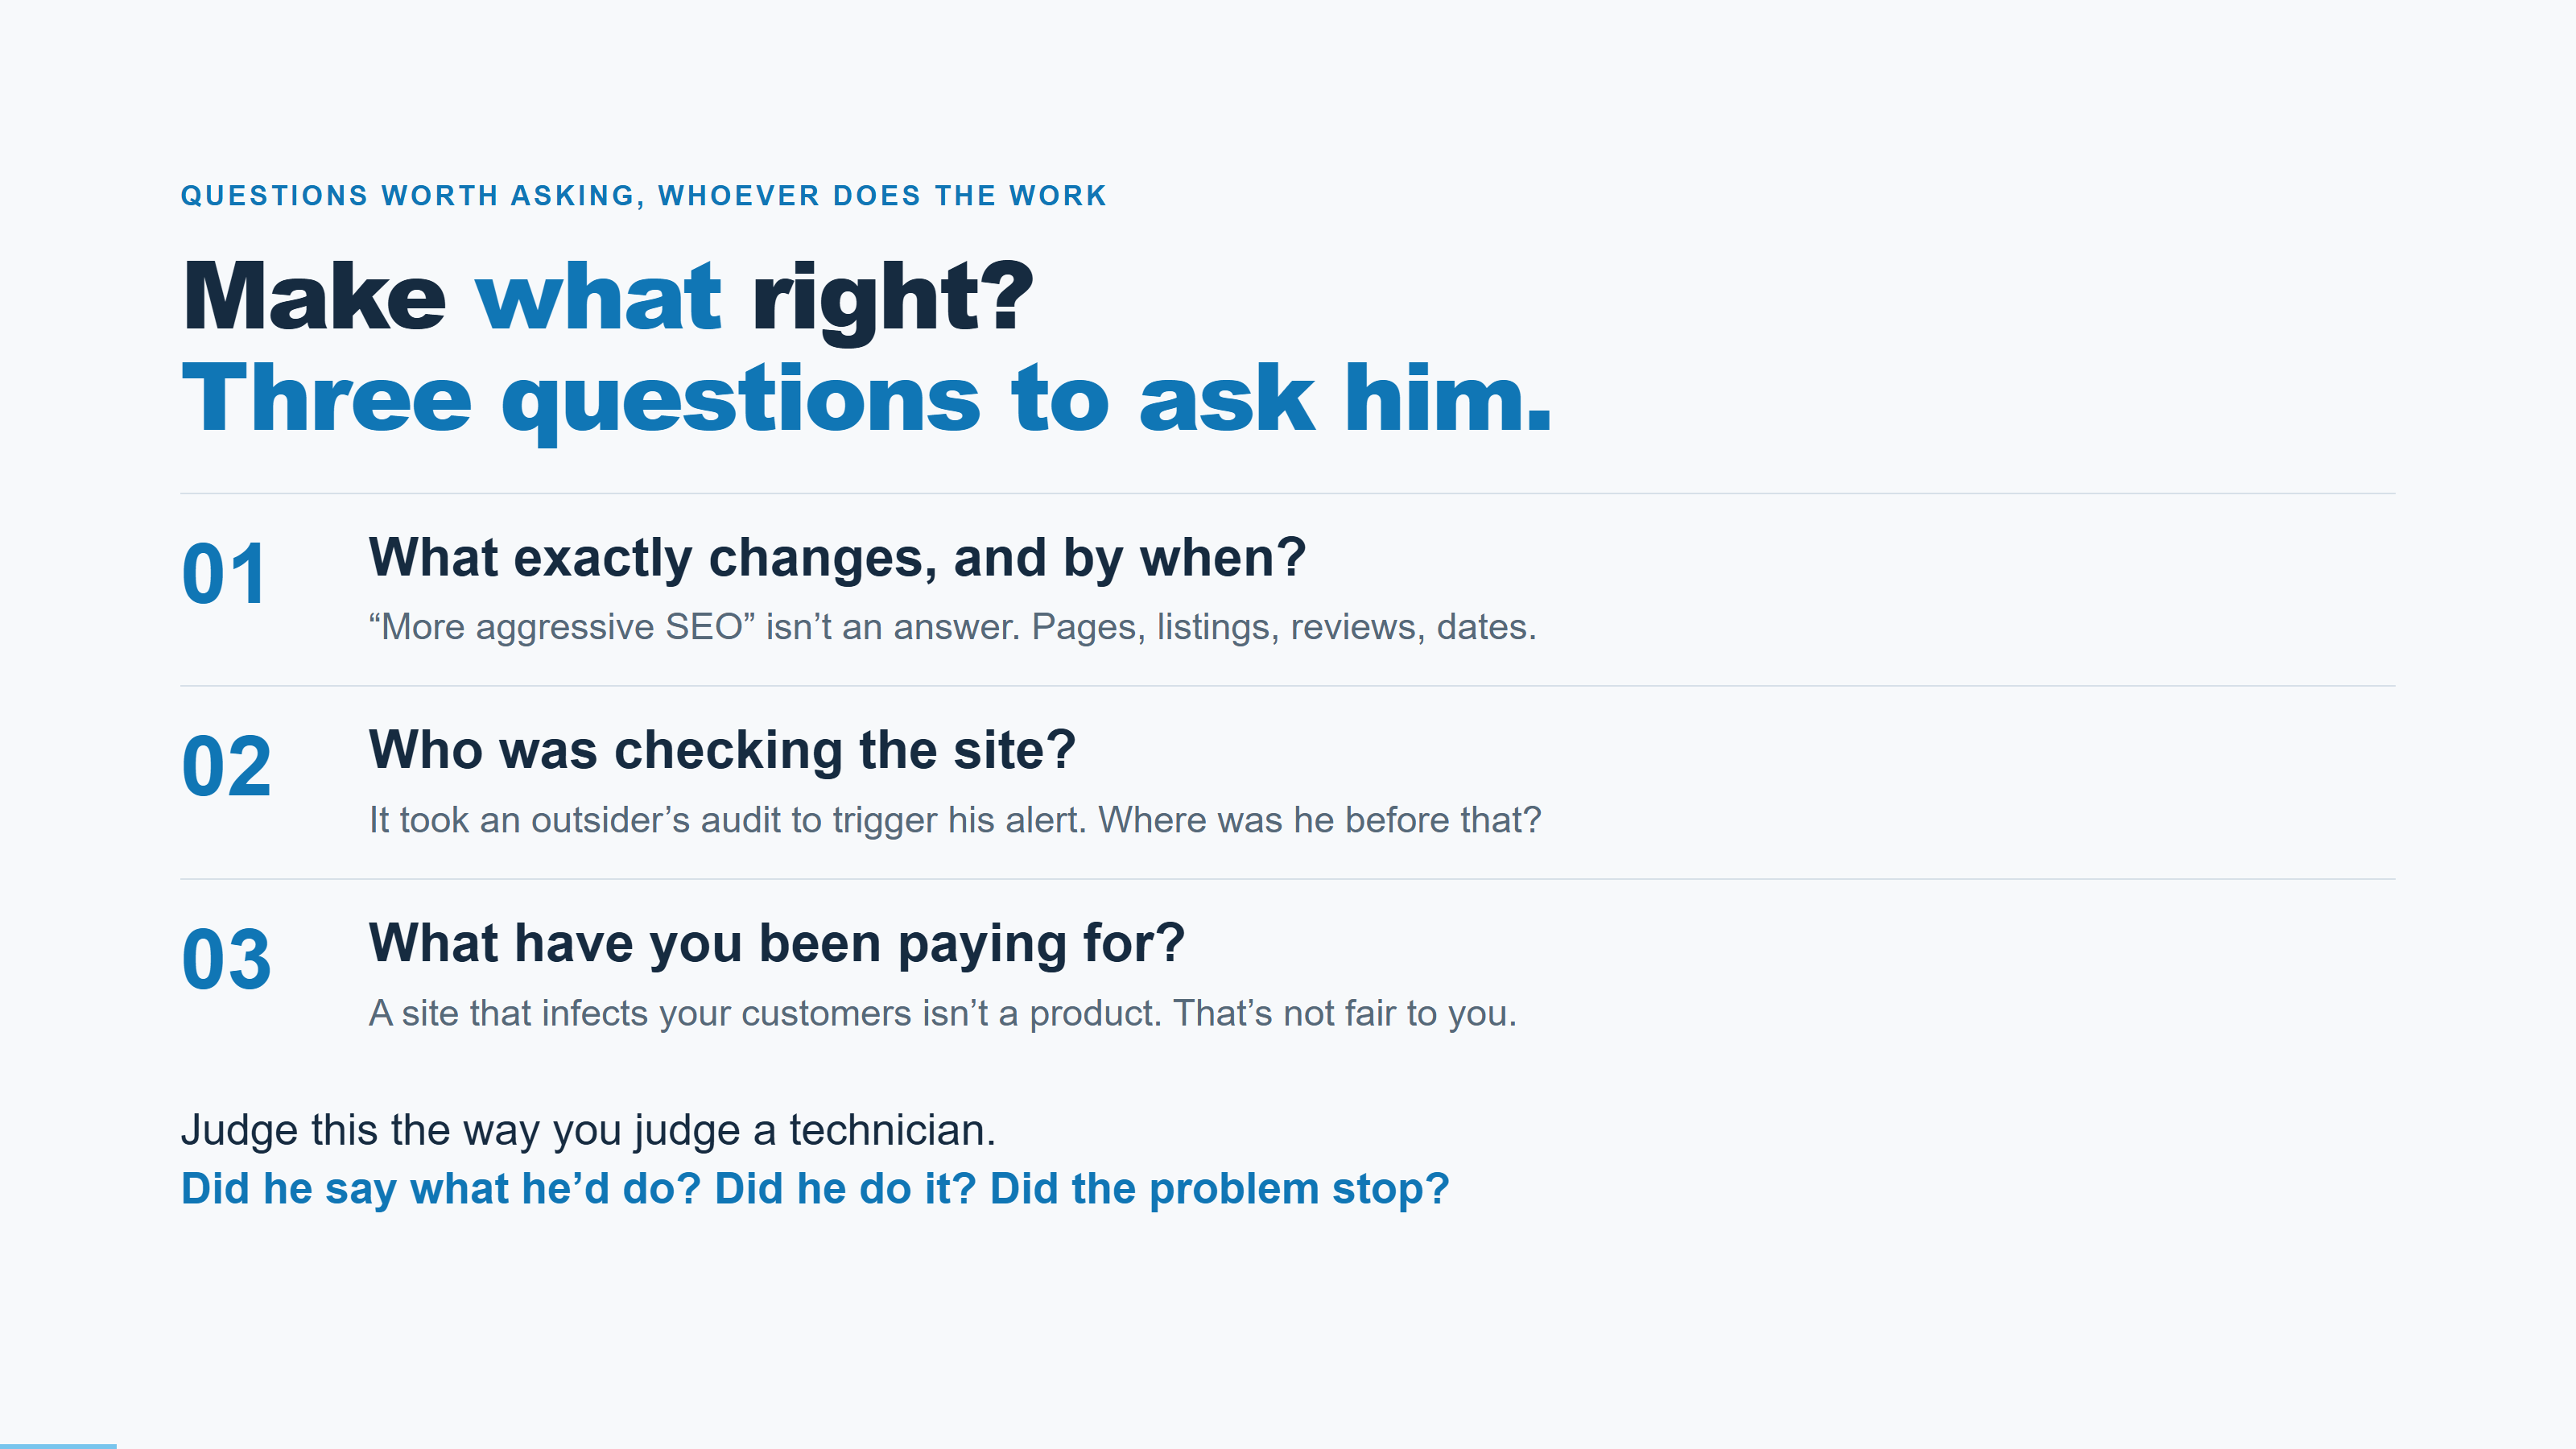 QUESTIONS WORTH ASKING, WHOEVER DOES THE WORK
Make what right?
Three questions to ask him.
01
What exactly changes, and by when?
“More aggressive SEO” isn’t an answer. Pages, listings, reviews, dates.
02
Who was checking the site?
It took an outsider’s audit to trigger his alert. Where was he before that?
03
What have you been paying for?
A site that infects your customers isn’t a product. That’s not fair to you.
Judge this the way you judge a technician.
Did he say what he’d do? Did he do it? Did the problem stop?